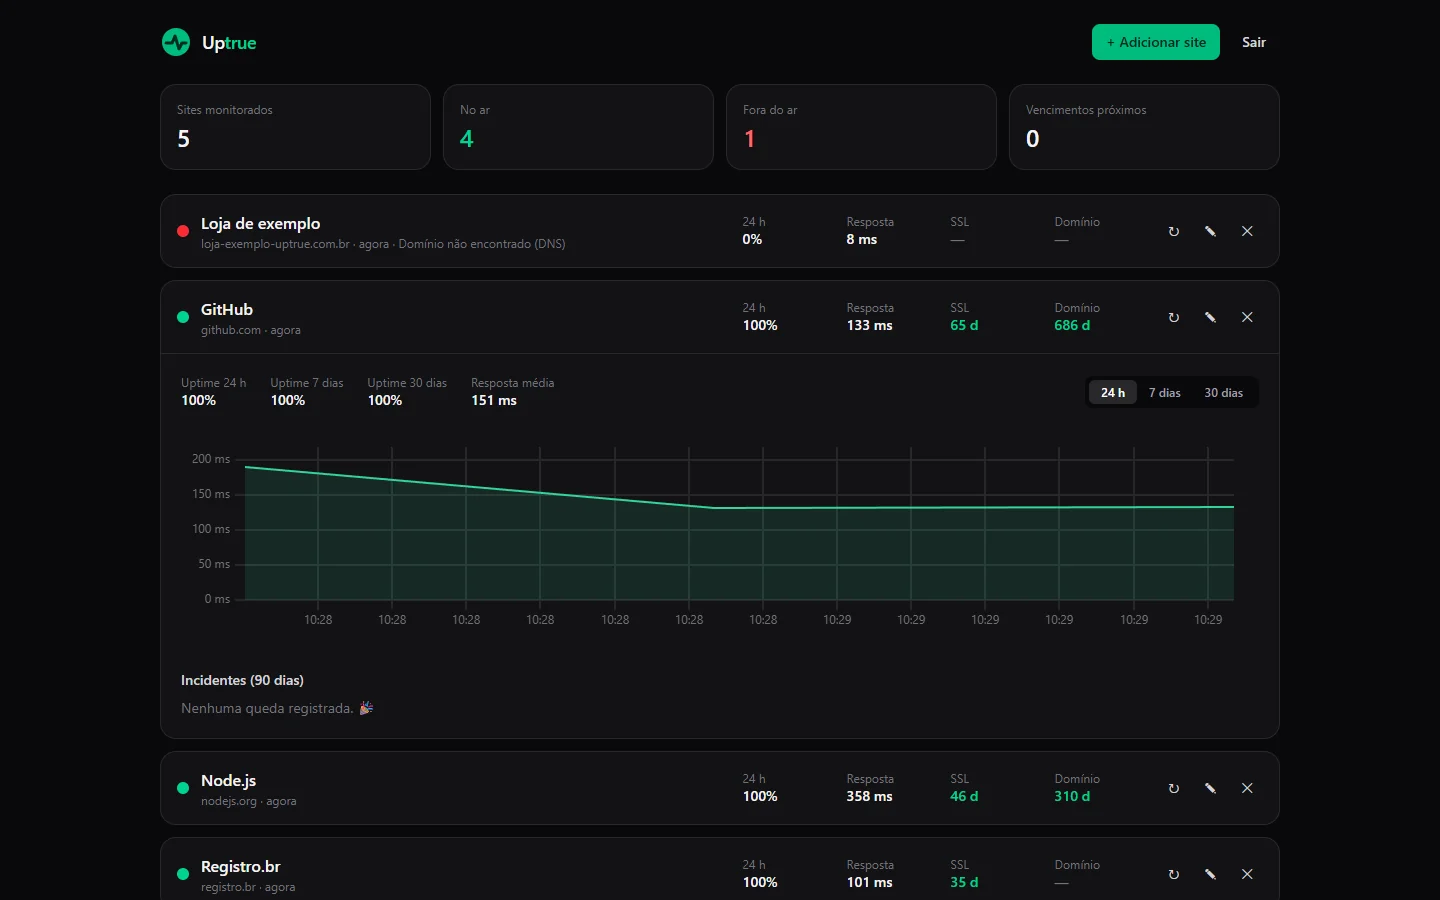 Uptrue
+ Adicionar site
Sair
Sites monitorados
5
No ar
4
Fora do ar
1
Vencimentos próximos
0
Loja de exemplo
loja-exemplo-uptrue.com.br · agora · Domínio não encontrado (DNS)
24 h
0%
Resposta
8 ms
SSL
—
Domínio
—
GitHub
github.com · agora
24 h
100%
Resposta
133 ms
SSL
65 d
Domínio
686 d
Uptime 24 h
100%
Uptime 7 dias
100%
Uptime 30 dias
100%
Resposta média
151 ms
24 h
7 dias
30 dias
200 ms
150 ms
100 ms
50 ms
0 ms
10:28 10:28 10:28 10:28 10:28 10:28 10:28 10:29 10:29 10:29 10:29 10:29 10:29
Incidentes (90 dias)
Nenhuma queda registrada. 🎉
Node.js
nodejs.org · agora
24 h
100%
Resposta
358 ms
SSL
46 d
Domínio
310 d
Registro.br
registro.br · agora
24 h
100%
Resposta
101 ms
SSL
35 d
Domínio
—